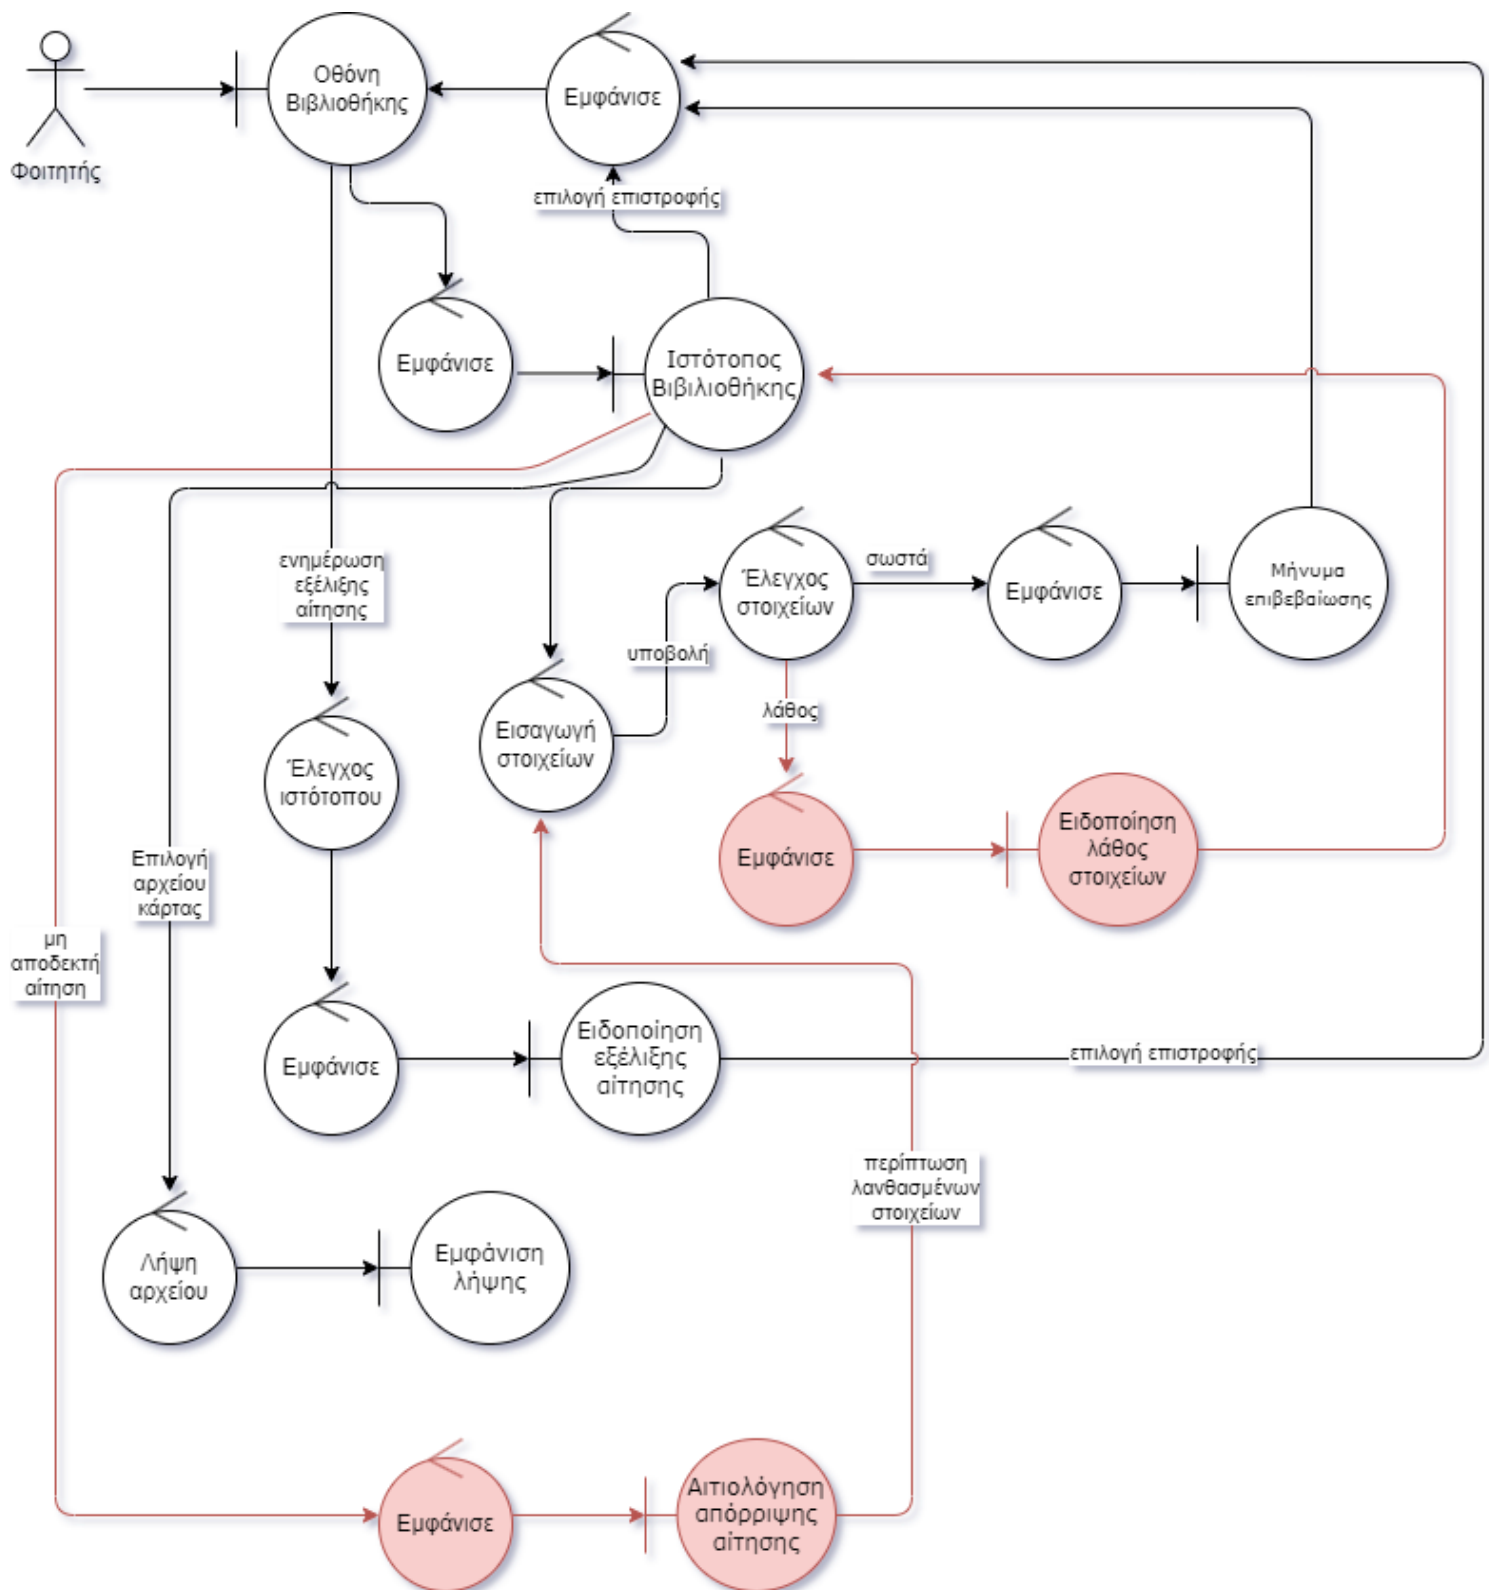 Οθόνη
Βιβλιοθήκης
Εμφάνισε
Φοιτητής
επιλογή επιστροφής
Εμφάνισε
Ιστότοπος
Βιβιλιοθήκης
ενημέρωση
εξέλιξης
αίτησης
Έλεγχος
στοιχείων
σωστά
Εμφάνισε
Μήνυμα
επιβεβαίωσης
υποβολή
λάθος
Εισαγωγή
στοιχείων
Έλεγχος
ιστότοπου
Εμφάνισε
Ειδοποίηση
λάθος
στοιχείων
Επιλογή
αρχείου
κάρτας
μη
αποδεκτή
αίτηση
Εμφάνισε
Ειδοποίηση
εξέλιξης
αίτησης
επιλογή επιστροφής
περίπτωση
λανθασμένων
στοιχείων
Λήψη
αρχείου
Εμφάνιση
λήψης
Εμφάνισε
Αιτιολόγηση
απόρριψης
αίτησης